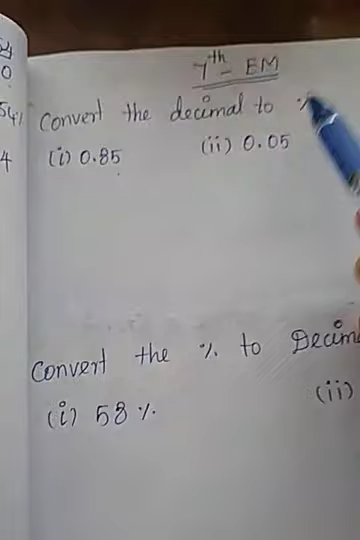 7th - EM
Convert the decimal to %
(i) 0.85 (ii) 0.05
Convert the % to
(i) 58 % (ii)